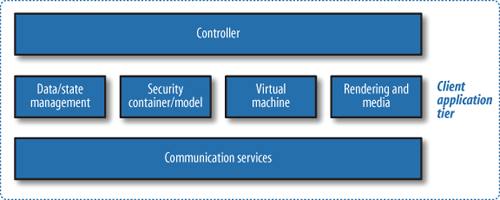 Controller
Data/state
management
Security
container/model
Virtual
machine
Rendering and
media
Client
application
tier
Communication services